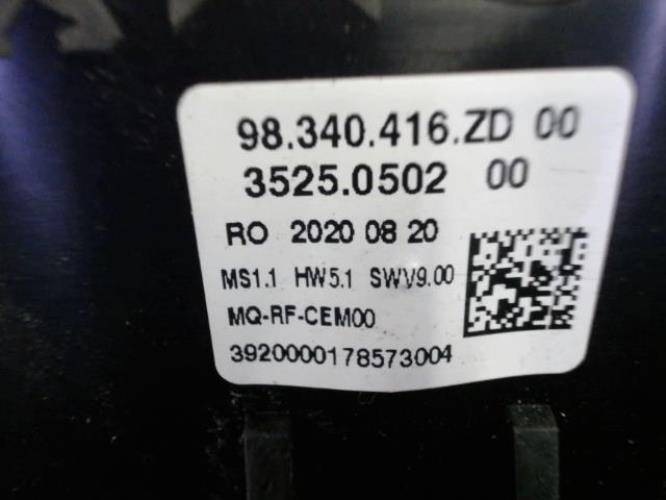 98.340.416.ZD 00
3525.0502 00
RO 2020 08 20
MS1.1 HW5.1 SWV9.00
MQ-RF-CEM00
3920000178573004